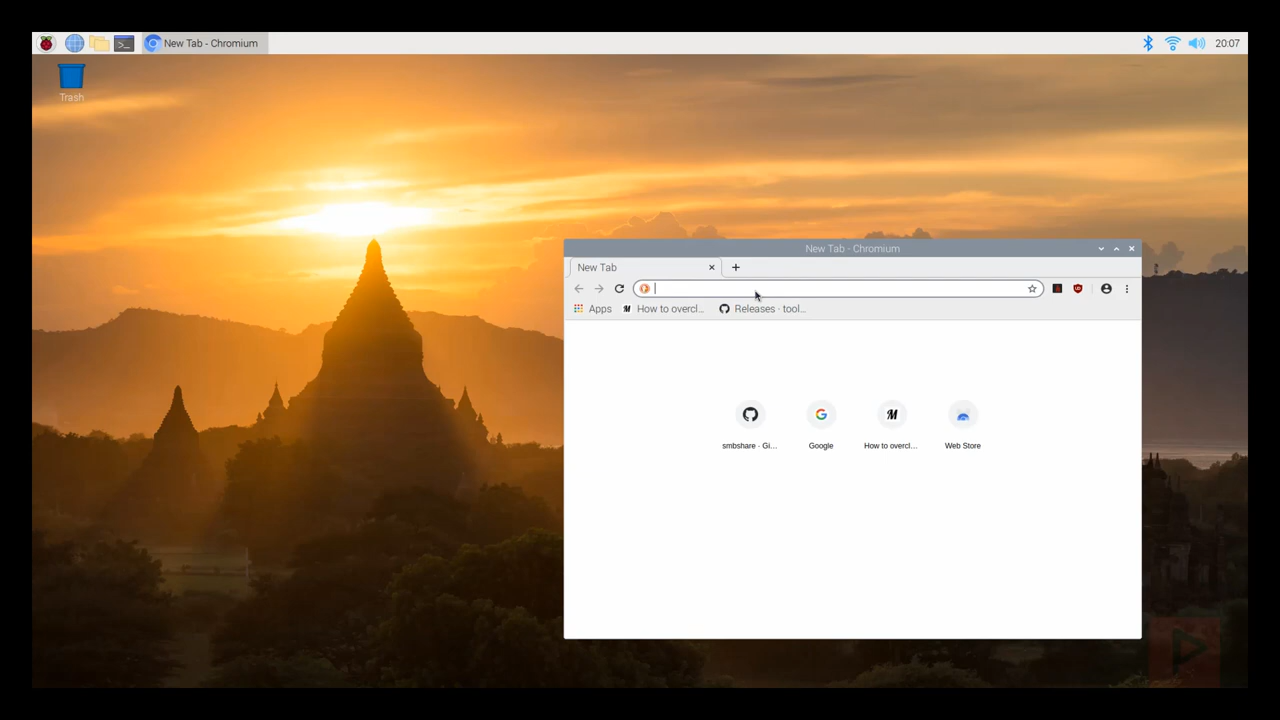 New Tab - Chromium
20:07
Trash
New Tab - Chromium
New Tab
Apps
How to overcl...
Releases · tool...
smbshare · Gi...
Google
How to overcl...
Web Store